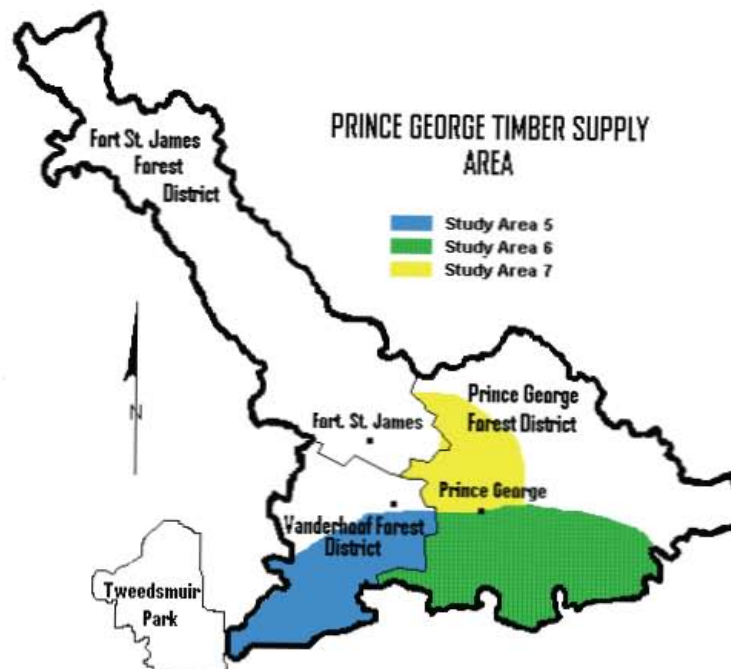 PRINCE GEORGE TIMBER SUPPLY
AREA
Fort St. James
Forest
District
Study Area 5
Study Area 6
Study Area 7
N
Prince George
Forest District
Fort. St. James
Prince George
Vanderhoof Forest
District
Tweedsmuir
Park